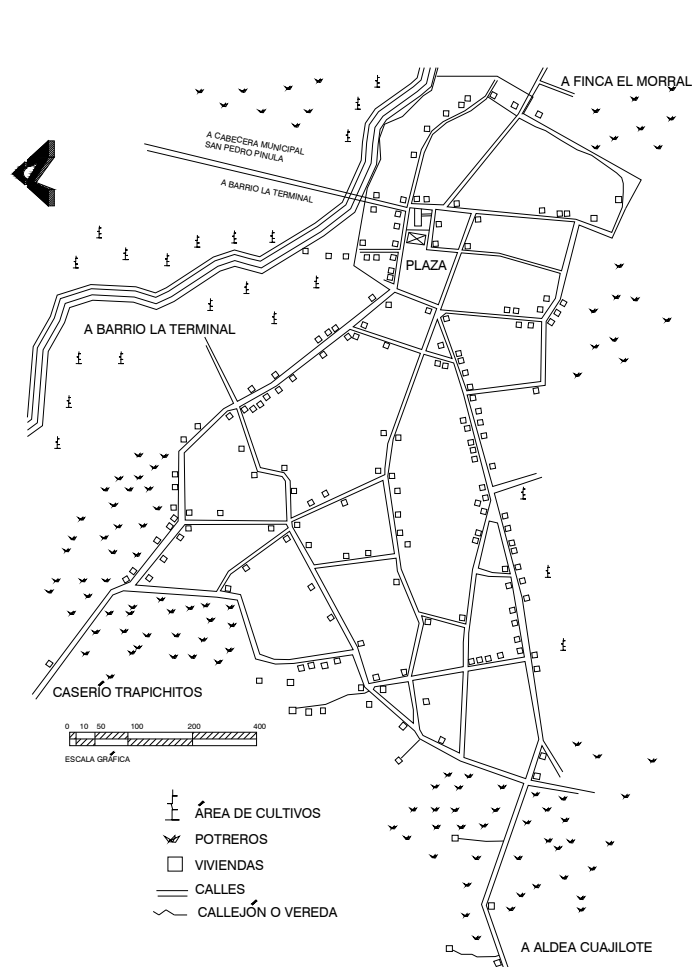 A FINCA EL MORRAL
A CABECERA MUNICIPAL
SAN PEDRO PINULA
A BARRIO LA TERMINAL
PLAZA
A BARRIO LA TERMINAL
CASERÍO TRAPICHITOS
0 10 50 100 200 400
ESCALA GRÁFICA
ÁREA DE CULTIVOS
POTREROS
VIVIENDAS
CALLES
CALLEJÓN O VEREDA
A ALDEA CUAJILOTE